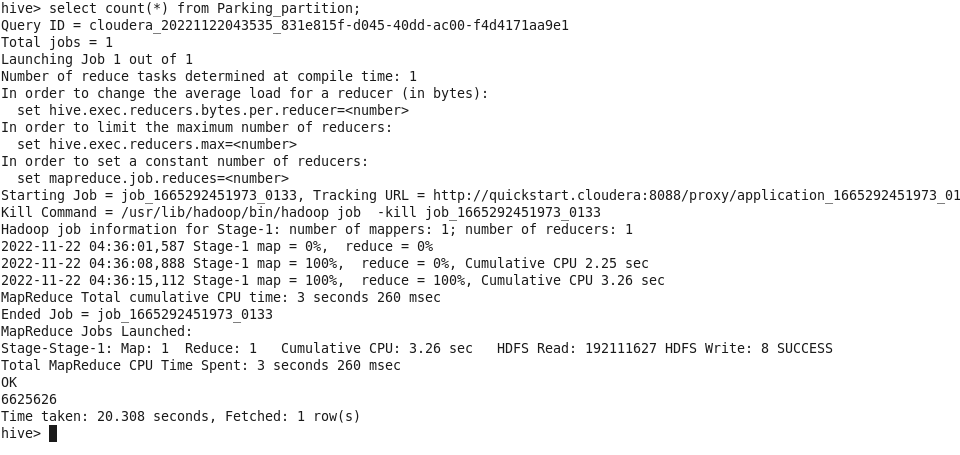 hive> select count(*) from Parking_partition;
Query ID = cloudera_20221122043535_831e815f-d045-40dd-ac00-f4d4171aa9e1
Total jobs = 1
Launching Job 1 out of 1
Number of reduce tasks determined at compile time: 1
In order to change the average load for a reducer (in bytes):
  set hive.exec.reducers.bytes.per.reducer=<number>
In order to limit the maximum number of reducers:
  set hive.exec.reducers.max=<number>
In order to set a constant number of reducers:
  set mapreduce.job.reduces=<number>
Starting Job = job_1665292451973_0133, Tracking URL = http://quickstart.cloudera:8088/proxy/application_1665292451973_01
Kill Command = /usr/lib/hadoop/bin/hadoop job  -kill job_1665292451973_0133
Hadoop job information for Stage-1: number of mappers: 1; number of reducers: 1
2022-11-22 04:36:01,587 Stage-1 map = 0%,  reduce = 0%
2022-11-22 04:36:08,888 Stage-1 map = 100%,  reduce = 0%, Cumulative CPU 2.25 sec
2022-11-22 04:36:15,112 Stage-1 map = 100%,  reduce = 100%, Cumulative CPU 3.26 sec
MapReduce Total cumulative CPU time: 3 seconds 260 msec
Ended Job = job_1665292451973_0133
MapReduce Jobs Launched:
Stage-Stage-1: Map: 1  Reduce: 1   Cumulative CPU: 3.26 sec   HDFS Read: 192111627 HDFS Write: 8 SUCCESS
Total MapReduce CPU Time Spent: 3 seconds 260 msec
OK
6625626
Time taken: 20.308 seconds, Fetched: 1 row(s)
hive>